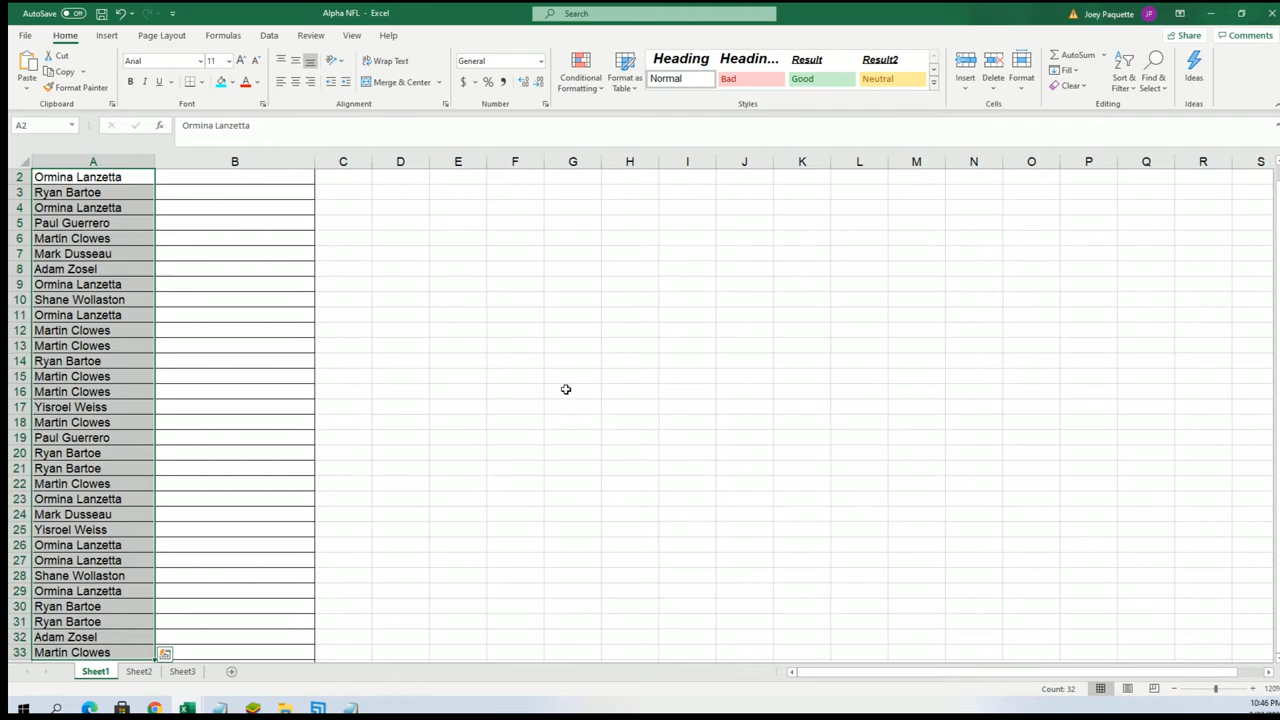 AutoSave Off Alpha NFL - Excel Search Joey Paquette JP
File Home Insert Page Layout Formulas Data Review View Help Share Comments
Paste Cut Copy Format Painter Clipboard
Arial 11 A A B I U A Font
Wrap Text Merge & Center Alignment
General $ % Number
Conditional Formatting Format as Table
Heading Headin... Result Result2
Normal Bad Good Neutral
Styles
Insert Delete Format Cells
AutoSum Fill Clear Sort & Filter Find & Select Editing
Ideas Ideas
A2 fx Ormina Lanzetta
A B C D E F G H I J K L M N O P Q R S
2 Ormina Lanzetta
3 Ryan Bartoe
4 Ormina Lanzetta
5 Paul Guerrero
6 Martin Clowes
7 Mark Dusseau
8 Adam Zosel
9 Ormina Lanzetta
10 Shane Wollaston
11 Ormina Lanzetta
12 Martin Clowes
13 Martin Clowes
14 Ryan Bartoe
15 Martin Clowes
16 Martin Clowes
17 Yisroel Weiss
18 Martin Clowes
19 Paul Guerrero
20 Ryan Bartoe
21 Ryan Bartoe
22 Martin Clowes
23 Ormina Lanzetta
24 Mark Dusseau
25 Yisroel Weiss
26 Ormina Lanzetta
27 Ormina Lanzetta
28 Shane Wollaston
29 Ormina Lanzetta
30 Ryan Bartoe
31 Ryan Bartoe
32 Adam Zosel
33 Martin Clowes
Sheet1 Sheet2 Sheet3
Count: 32 120%
10:46 PM